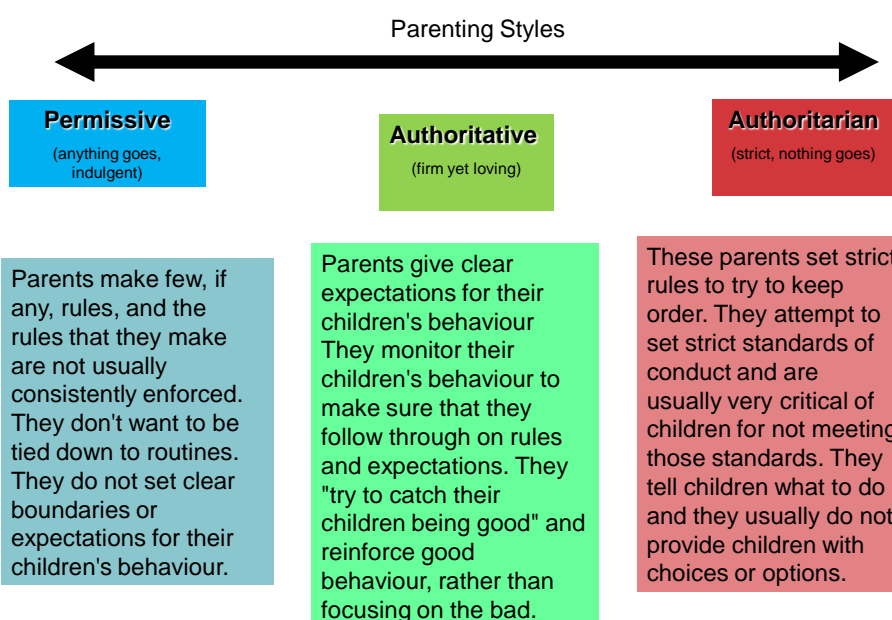 Parenting Styles
Permissive
(anything goes,
indulgent)
Authoritative
(firm yet loving)
Authoritarian
(strict, nothing goes)
Parents make few, if
any, rules, and the
rules that they make
are not usually
consistently enforced.
They don't want to be
tied down to routines.
They do not set clear
boundaries or
expectations for their
children's behaviour.
Parents give clear
expectations for their
children's behaviour
They monitor their
children's behaviour to
make sure that they
follow through on rules
and expectations. They
"try to catch their
children being good" and
reinforce good
behaviour, rather than
focusing on the bad.
These parents set strict
rules to try to keep
order. They attempt to
set strict standards of
conduct and are
usually very critical of
children for not meeting
those standards. They
tell children what to do
and they usually do not
provide children with
choices or options.